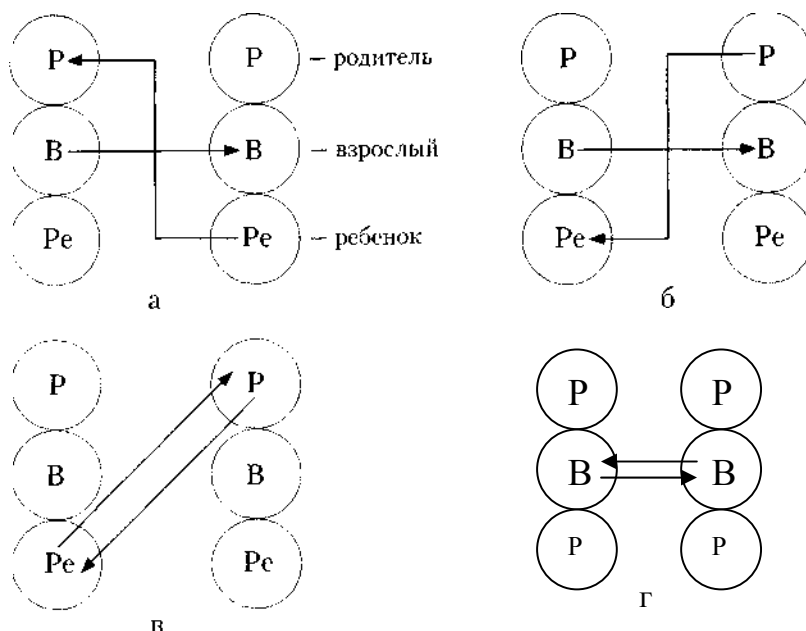 Р Р – родитель
В В – взрослый
Ре Ре – ребенок
а
Р Р
В В
Ре Ре
б
Р Р
В В
Ре Ре
в
Р Р
В В
Р Р
г